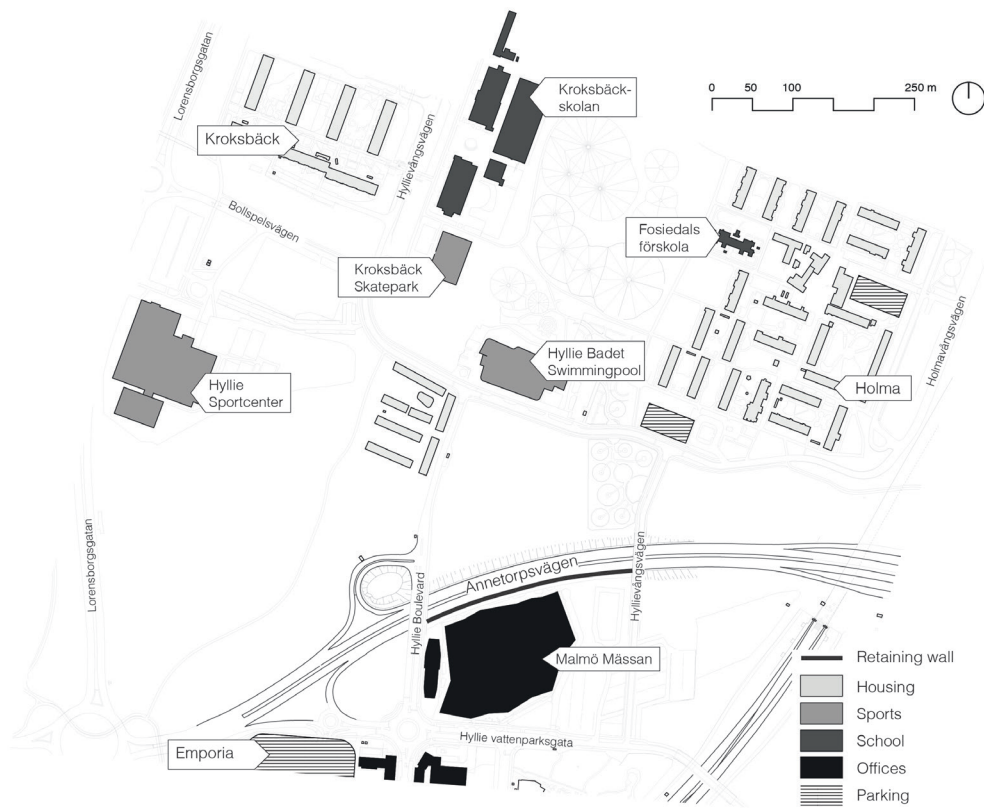 Lorensborgsgatan
Kroksbäck-
skolan
0 50 100 250 m
Kroksbäck
Hyllievångsvägen
Bollspelsvägen
Fosiedals
förskola
Kroksbäck
Skatepark
Holmavångsvägen
Hyllie Badet
Swimmingpool
Hyllie
Sportcenter
Holma
Lorensborgsgatan
Annetorpsvägen
Hyllievångsvägen
Hyllie Boulevard
Malmö Mässan
Retaining wall
Housing
Sports
School
Offices
Parking
Hyllie vattenparksgata
Emporia